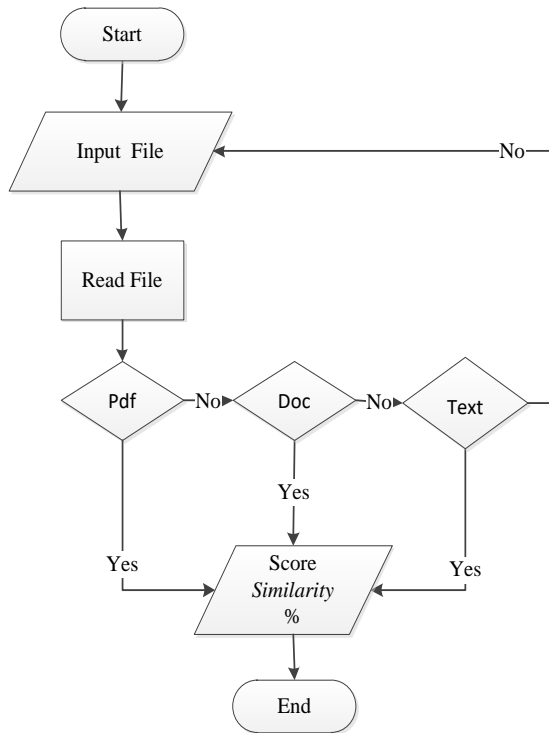 Start
Input File
No
Read File
Pdf
No
Doc
No
Text
Yes
Yes
Yes
Score
Similarity
%
End